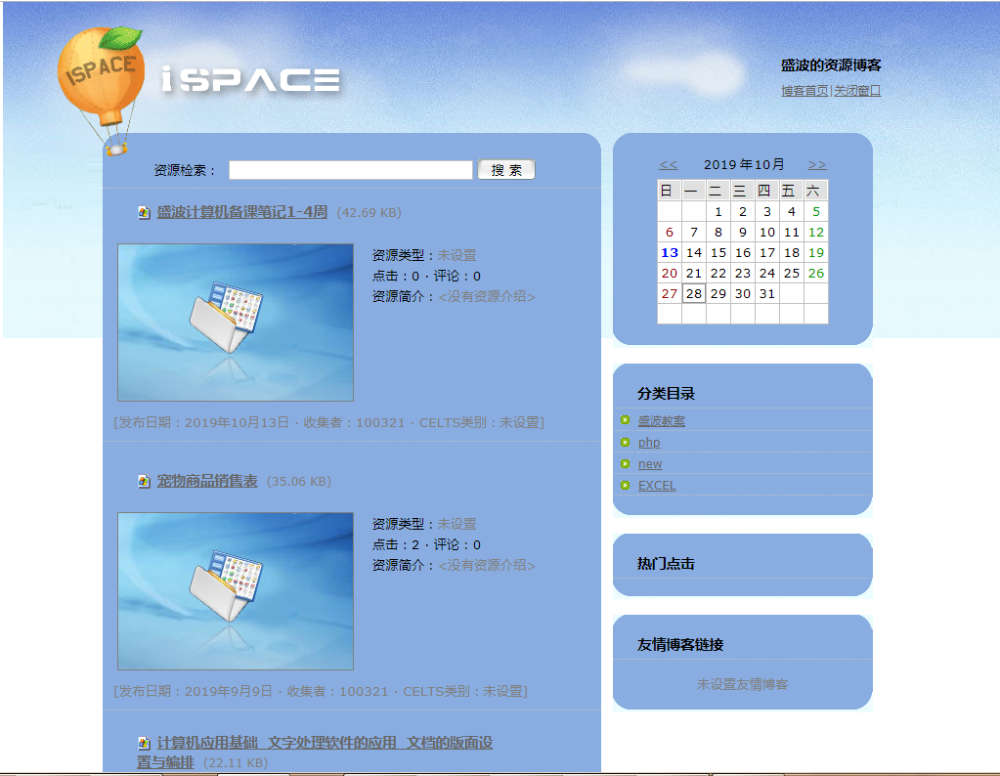 ISPACE
iSPACE
盛波的资源博客
博客首页|关闭窗口
资源检索：
搜 索
盛波计算机备课笔记1-4周 (42.69 KB)
资源类型：未设置
点击：0 · 评论：0
资源简介：<没有资源介绍>
[发布日期：2019年10月13日 · 收集者：100321 · CELTS类别：未设置]
宠物商品销售表 (35.06 KB)
资源类型：未设置
点击：2 · 评论：0
资源简介：<没有资源介绍>
[发布日期：2019年9月9日 · 收集者：100321 · CELTS类别：未设置]
计算机应用基础_文字处理软件的应用_文档的版面设
置与编排 (22.11 KB)
<< 2019年10月 >>
日 一 二 三 四 五 六
1 2 3 4 5
6 7 8 9 10 11 12
13 14 15 16 17 18 19
20 21 22 23 24 25 26
27 28 29 30 31
分类目录
盛波教案
php
new
EXCEL
热门点击
友情博客链接
未设置友情博客